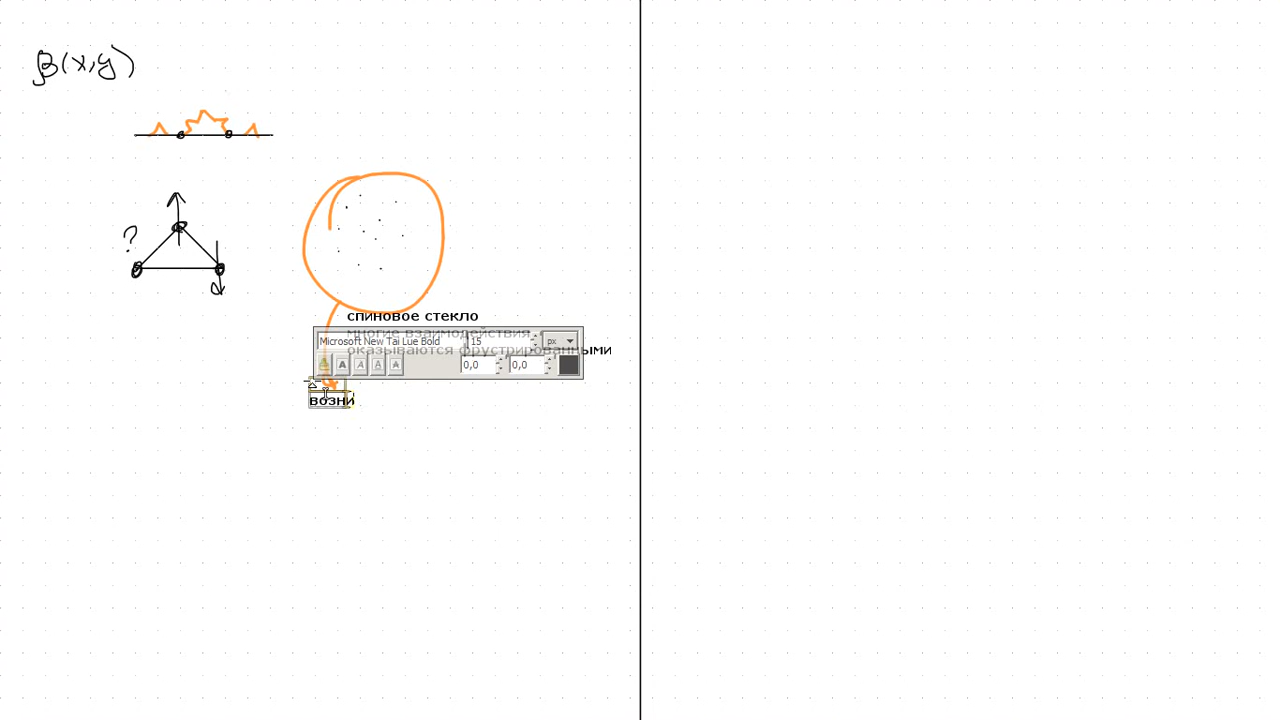 β(x,y)
?
спиновое стекло
многие взаимодействия
оказываются фрустрированными
Microsoft New Tai Lue Bold 15 px
A A A A 0,0 0,0
возни